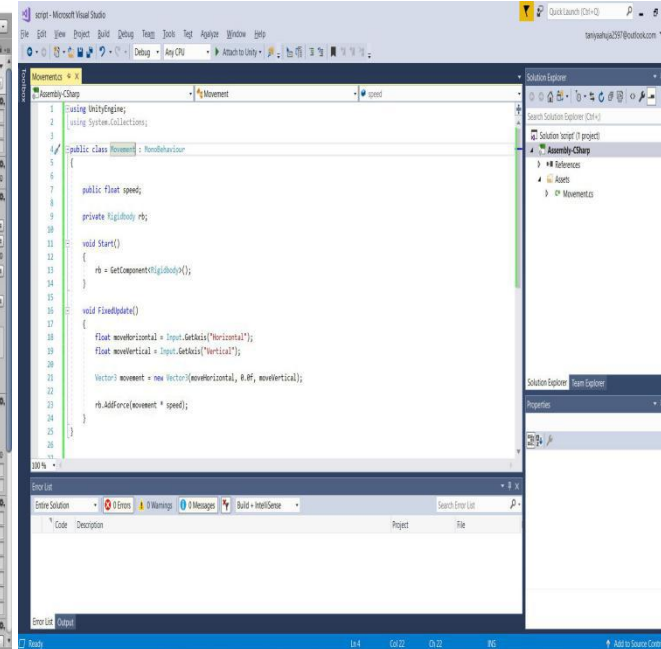 script - Microsoft Visual Studio
Quick Launch (Ctrl+Q)
File Edit View Project Build Debug Team Tools Test Analyze Window Help
taniyaahuja2597@outlook.com
Debug Any CPU Attach to Unity
Toolbox
Movement.cs
Assembly-CSharp
Movement
speed
1 using UnityEngine;
2 using System.Collections;
3
4 public class Movement : MonoBehaviour
5 {
6
7 public float speed;
8
9 private Rigidbody rb;
10
11 void Start()
12 {
13 rb = GetComponent<Rigidbody>();
14 }
15
16 void FixedUpdate()
17 {
18 float moveHorizontal = Input.GetAxis("Horizontal");
19 float moveVertical = Input.GetAxis("Vertical");
20
21 Vector3 movement = new Vector3(moveHorizontal, 0.0f, moveVertical);
22
23 rb.AddForce(movement * speed);
24 }
25 }
26
27
100 %
Solution Explorer
Search Solution Explorer (Ctrl+;)
Solution 'script' (1 project)
Assembly-CSharp
References
Assets
Movement.cs
Solution Explorer Team Explorer
Properties
Error List
Entire Solution 0 Errors 0 Warnings 0 Messages Build + IntelliSense
Search Error List
Code Description Project File
Error List Output
Ready Ln 4 Col 22 Ch 22 INS Add to Source Contr